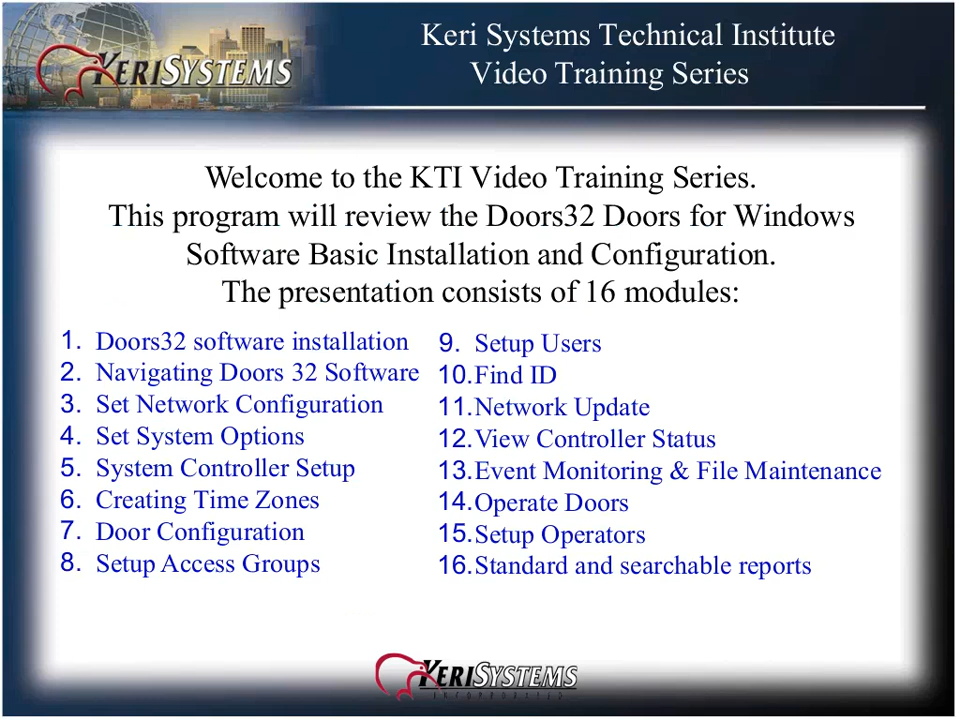 KERISYSTEMS
Keri Systems Technical Institute
Video Training Series
Welcome to the KTI Video Training Series.
This program will review the Doors32 Doors for Windows
Software Basic Installation and Configuration.
The presentation consists of 16 modules:
1. Doors32 software installation
2. Navigating Doors 32 Software
3. Set Network Configuration
4. Set System Options
5. System Controller Setup
6. Creating Time Zones
7. Door Configuration
8. Setup Access Groups
9. Setup Users
10. Find ID
11. Network Update
12. View Controller Status
13. Event Monitoring & File Maintenance
14. Operate Doors
15. Setup Operators
16. Standard and searchable reports
KERISYSTEMS
INCORPORATED